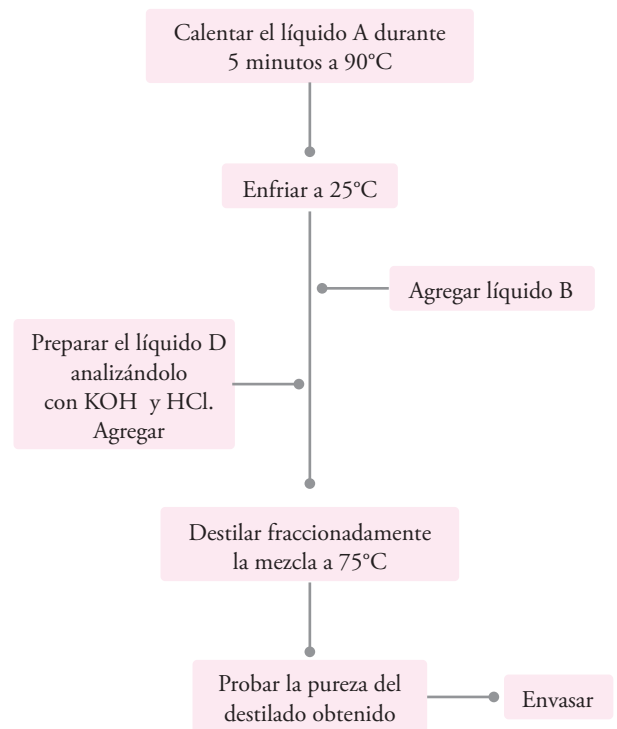 Calentar el líquido A durante
5 minutos a 90°C
Enfriar a 25°C
Agregar líquido B
Preparar el líquido D
analizándolo
con KOH y HCl.
Agregar
Destilar fraccionadamente
la mezcla a 75°C
Probar la pureza del
destilado obtenido
Envasar